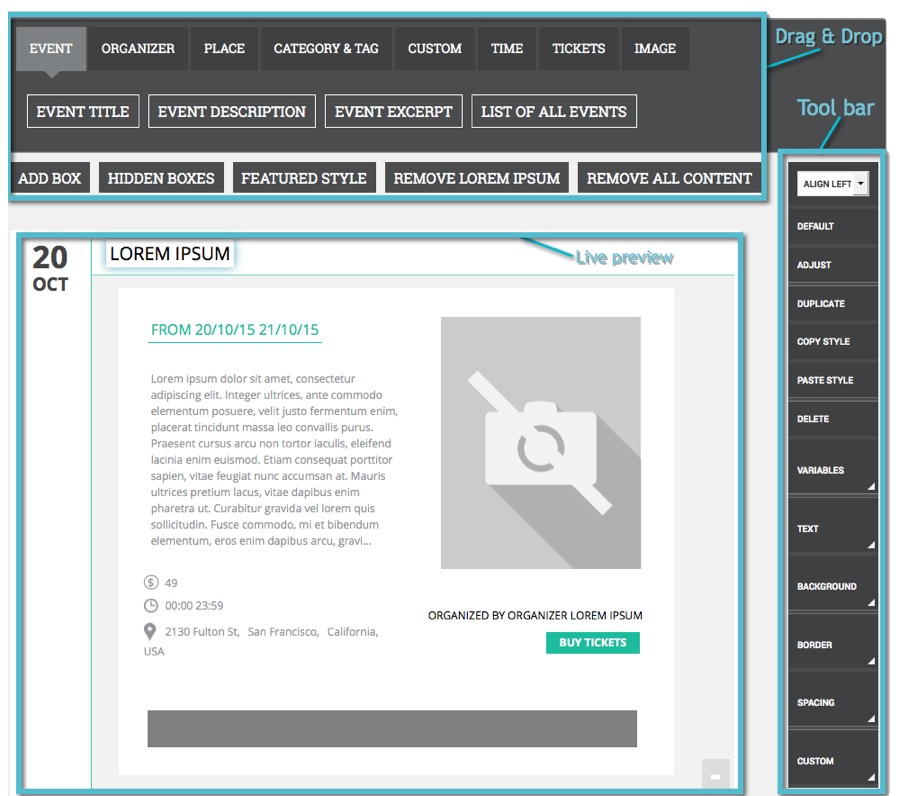 EVENT ORGANIZER PLACE CATEGORY & TAG CUSTOM TIME TICKETS IMAGE
Drag & Drop
EVENT TITLE EVENT DESCRIPTION EVENT EXCERPT LIST OF ALL EVENTS
Tool bar
ADD BOX HIDDEN BOXES FEATURED STYLE REMOVE LOREM IPSUM REMOVE ALL CONTENT
20
OCT
LOREM IPSUM
Live preview
FROM 20/10/15 21/10/15
Lorem ipsum dolor sit amet, consectetur
adipiscing elit. Integer ultrices, ante commodo
elementum posuere, velit justo fermentum enim,
placerat tincidunt massa leo convallis purus.
Praesent cursus arcu non tortor iaculis, eleifend
lacinia enim euismod. Etiam consequat porttitor
sapien, vitae feugiat nunc accumsan at. Mauris
ultrices pretium lacus, vitae dapibus enim
pharetra ut. Curabitur gravida vel lorem quis
sollicitudin. Fusce commodo, mi et bibendum
elementum, eros enim dapibus arcu, gravi...
$ 49
00:00 23:59
2130 Fulton St, San Francisco, California,
USA
ORGANIZED BY ORGANIZER LOREM IPSUM
BUY TICKETS
ALIGN LEFT
DEFAULT
ADJUST
DUPLICATE
COPY STYLE
PASTE STYLE
DELETE
VARIABLES
TEXT
BACKGROUND
BORDER
SPACING
CUSTOM